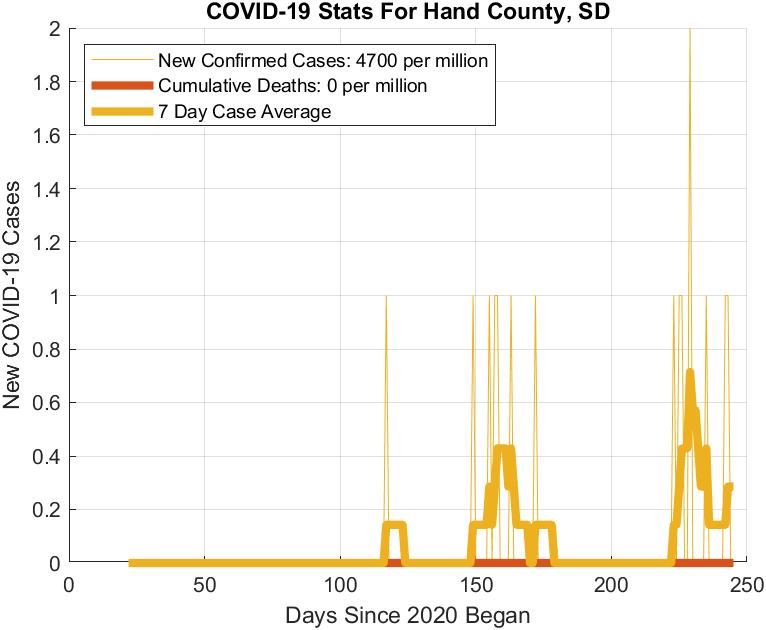 COVID-19 Stats For Hand County, SD
New Confirmed Cases: 4700 per million
Cumulative Deaths: 0 per million
7 Day Case Average
New COVID-19 Cases
2
1.8
1.6
1.4
1.2
1
0.8
0.6
0.4
0.2
0
0 50 100 150 200 250
Days Since 2020 Began